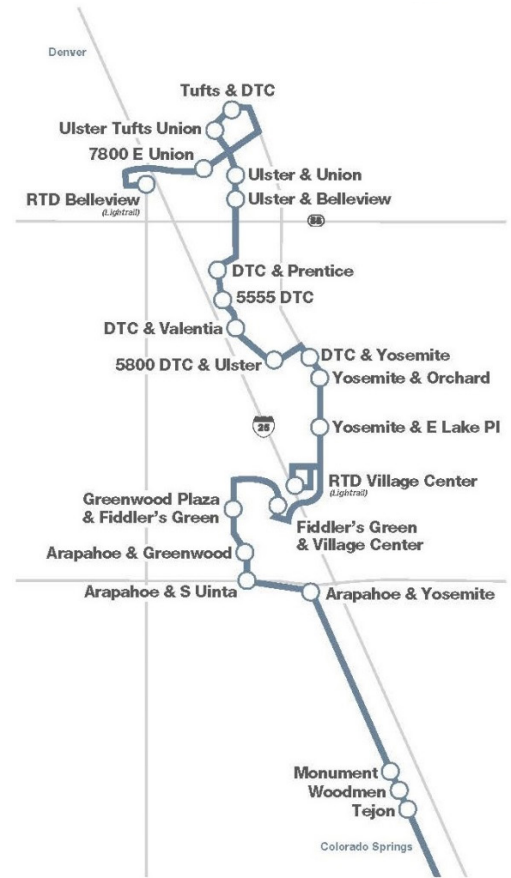 Denver
Tufts & DTC
Ulster Tufts Union
7800 E Union
Ulster & Union
RTD Belleview
(Lightrail)
Ulster & Belleview
88
DTC & Prentice
5555 DTC
DTC & Valentia
5800 DTC & Ulster
DTC & Yosemite
Yosemite & Orchard
25
Yosemite & E Lake Pl
RTD Village Center
(Lightrail)
Greenwood Plaza
& Fiddler's Green
Fiddler's Green
& Village Center
Arapahoe & Greenwood
Arapahoe & S Uinta
Arapahoe & Yosemite
Monument
Woodmen
Tejon
Colorado Springs